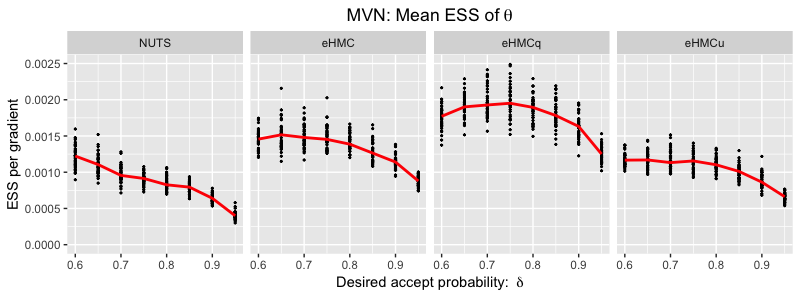 MVN: Mean ESS of θ
NUTS eHMC eHMCq eHMCu
0.0025
0.0020
0.0015
0.0010
0.0005
0.0000
ESS per gradient
0.6 0.7 0.8 0.9 0.6 0.7 0.8 0.9 0.6 0.7 0.8 0.9 0.6 0.7 0.8 0.9
Desired accept probability: δ